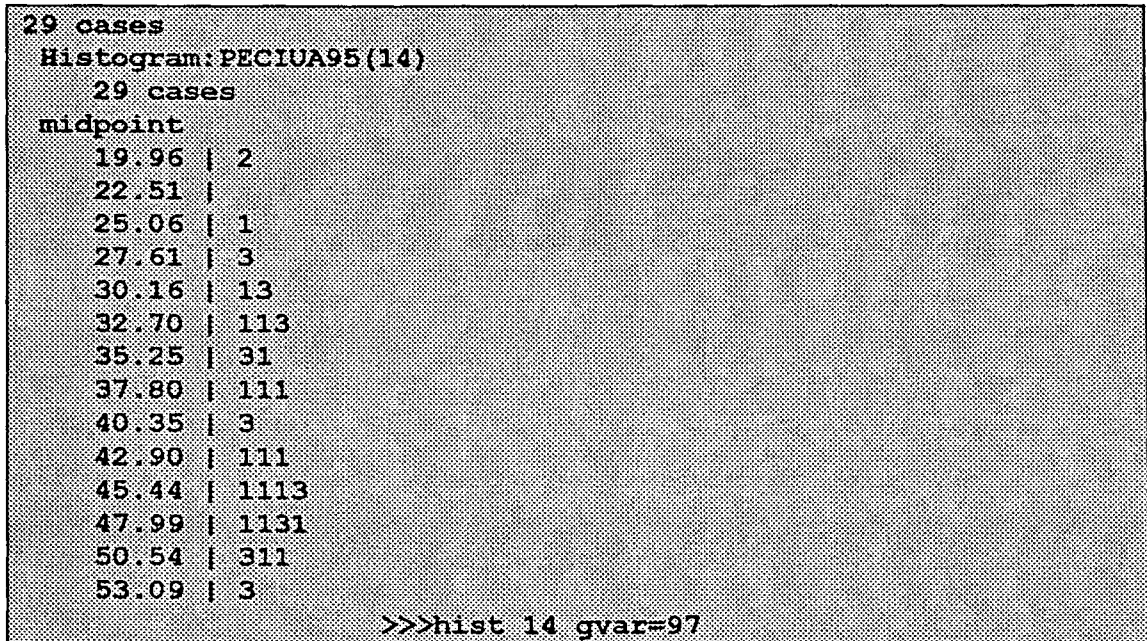 29 cases
Histogram:PECIUA95(14)
29 cases
midpoint
19.96 | 2
22.51 |
25.06 | 1
27.61 | 3
30.16 | 13
32.70 | 113
35.25 | 31
37.80 | 111
40.35 | 3
42.90 | 111
45.44 | 1113
47.99 | 1131
50.54 | 311
53.09 | 3
>>>hist 14 gvar=97